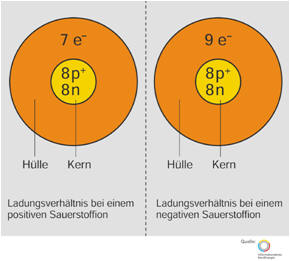 7 e⁻
8p⁺
8n
Hülle
Kern
Ladungsverhältnis bei einem
positiven Sauerstoffion
9 e⁻
8p⁺
8n
Hülle
Kern
Ladungsverhältnis bei einem
negativen Sauerstoffion
Quelle: